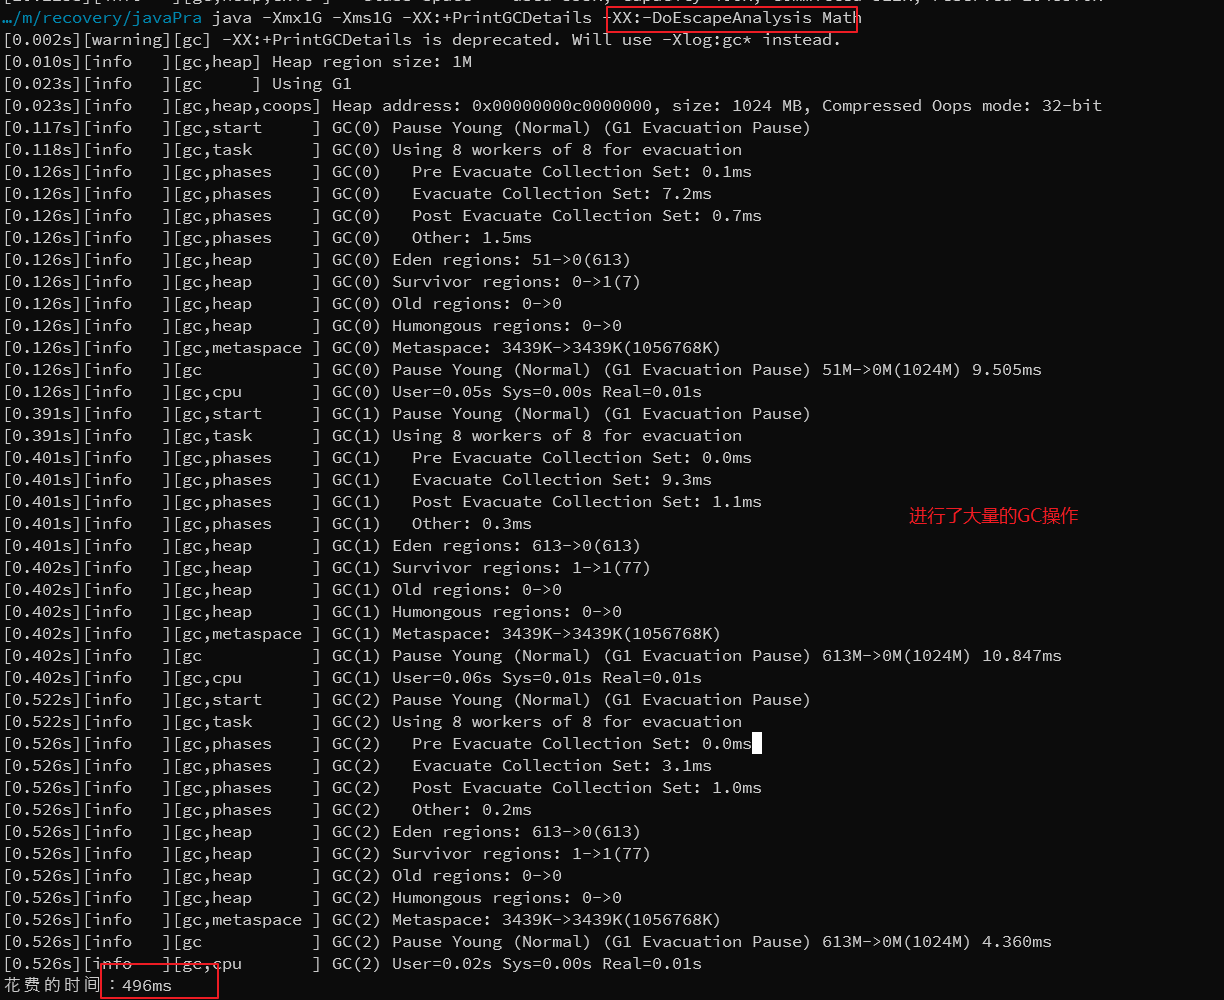 …/m/recovery/javaPra java -Xmx1G -Xms1G -XX:+PrintGCDetails -XX:-DoEscapeAnalysis Math
[0.002s][warning][gc] -XX:+PrintGCDetails is deprecated. Will use -Xlog:gc* instead.
[0.010s][info   ][gc,heap] Heap region size: 1M
[0.023s][info   ][gc     ] Using G1
[0.023s][info   ][gc,heap,coops] Heap address: 0x00000000c0000000, size: 1024 MB, Compressed Oops mode: 32-bit
[0.117s][info   ][gc,start     ] GC(0) Pause Young (Normal) (G1 Evacuation Pause)
[0.118s][info   ][gc,task      ] GC(0) Using 8 workers of 8 for evacuation
[0.126s][info   ][gc,phases    ] GC(0)   Pre Evacuate Collection Set: 0.1ms
[0.126s][info   ][gc,phases    ] GC(0)   Evacuate Collection Set: 7.2ms
[0.126s][info   ][gc,phases    ] GC(0)   Post Evacuate Collection Set: 0.7ms
[0.126s][info   ][gc,phases    ] GC(0)   Other: 1.5ms
[0.126s][info   ][gc,heap      ] GC(0) Eden regions: 51->0(613)
[0.126s][info   ][gc,heap      ] GC(0) Survivor regions: 0->1(7)
[0.126s][info   ][gc,heap      ] GC(0) Old regions: 0->0
[0.126s][info   ][gc,heap      ] GC(0) Humongous regions: 0->0
[0.126s][info   ][gc,metaspace ] GC(0) Metaspace: 3439K->3439K(1056768K)
[0.126s][info   ][gc           ] GC(0) Pause Young (Normal) (G1 Evacuation Pause) 51M->0M(1024M) 9.505ms
[0.126s][info   ][gc,cpu       ] GC(0) User=0.05s Sys=0.00s Real=0.01s
[0.391s][info   ][gc,start     ] GC(1) Pause Young (Normal) (G1 Evacuation Pause)
[0.391s][info   ][gc,task      ] GC(1) Using 8 workers of 8 for evacuation
[0.401s][info   ][gc,phases    ] GC(1)   Pre Evacuate Collection Set: 0.0ms
[0.401s][info   ][gc,phases    ] GC(1)   Evacuate Collection Set: 9.3ms
[0.401s][info   ][gc,phases    ] GC(1)   Post Evacuate Collection Set: 1.1ms
[0.401s][info   ][gc,phases    ] GC(1)   Other: 0.3ms
进行了大量的GC操作
[0.401s][info   ][gc,heap      ] GC(1) Eden regions: 613->0(613)
[0.402s][info   ][gc,heap      ] GC(1) Survivor regions: 1->1(77)
[0.402s][info   ][gc,heap      ] GC(1) Old regions: 0->0
[0.402s][info   ][gc,heap      ] GC(1) Humongous regions: 0->0
[0.402s][info   ][gc,metaspace ] GC(1) Metaspace: 3439K->3439K(1056768K)
[0.402s][info   ][gc           ] GC(1) Pause Young (Normal) (G1 Evacuation Pause) 613M->0M(1024M) 10.847ms
[0.402s][info   ][gc,cpu       ] GC(1) User=0.06s Sys=0.01s Real=0.01s
[0.522s][info   ][gc,start     ] GC(2) Pause Young (Normal) (G1 Evacuation Pause)
[0.522s][info   ][gc,task      ] GC(2) Using 8 workers of 8 for evacuation
[0.526s][info   ][gc,phases    ] GC(2)   Pre Evacuate Collection Set: 0.0ms
[0.526s][info   ][gc,phases    ] GC(2)   Evacuate Collection Set: 3.1ms
[0.526s][info   ][gc,phases    ] GC(2)   Post Evacuate Collection Set: 1.0ms
[0.526s][info   ][gc,phases    ] GC(2)   Other: 0.2ms
[0.526s][info   ][gc,heap      ] GC(2) Eden regions: 613->0(613)
[0.526s][info   ][gc,heap      ] GC(2) Survivor regions: 1->1(77)
[0.526s][info   ][gc,heap      ] GC(2) Old regions: 0->0
[0.526s][info   ][gc,heap      ] GC(2) Humongous regions: 0->0
[0.526s][info   ][gc,metaspace ] GC(2) Metaspace: 3439K->3439K(1056768K)
[0.526s][info   ][gc           ] GC(2) Pause Young (Normal) (G1 Evacuation Pause) 613M->0M(1024M) 4.360ms
[0.526s][info   ][gc,cpu       ] GC(2) User=0.02s Sys=0.00s Real=0.01s
花费的时间：496ms